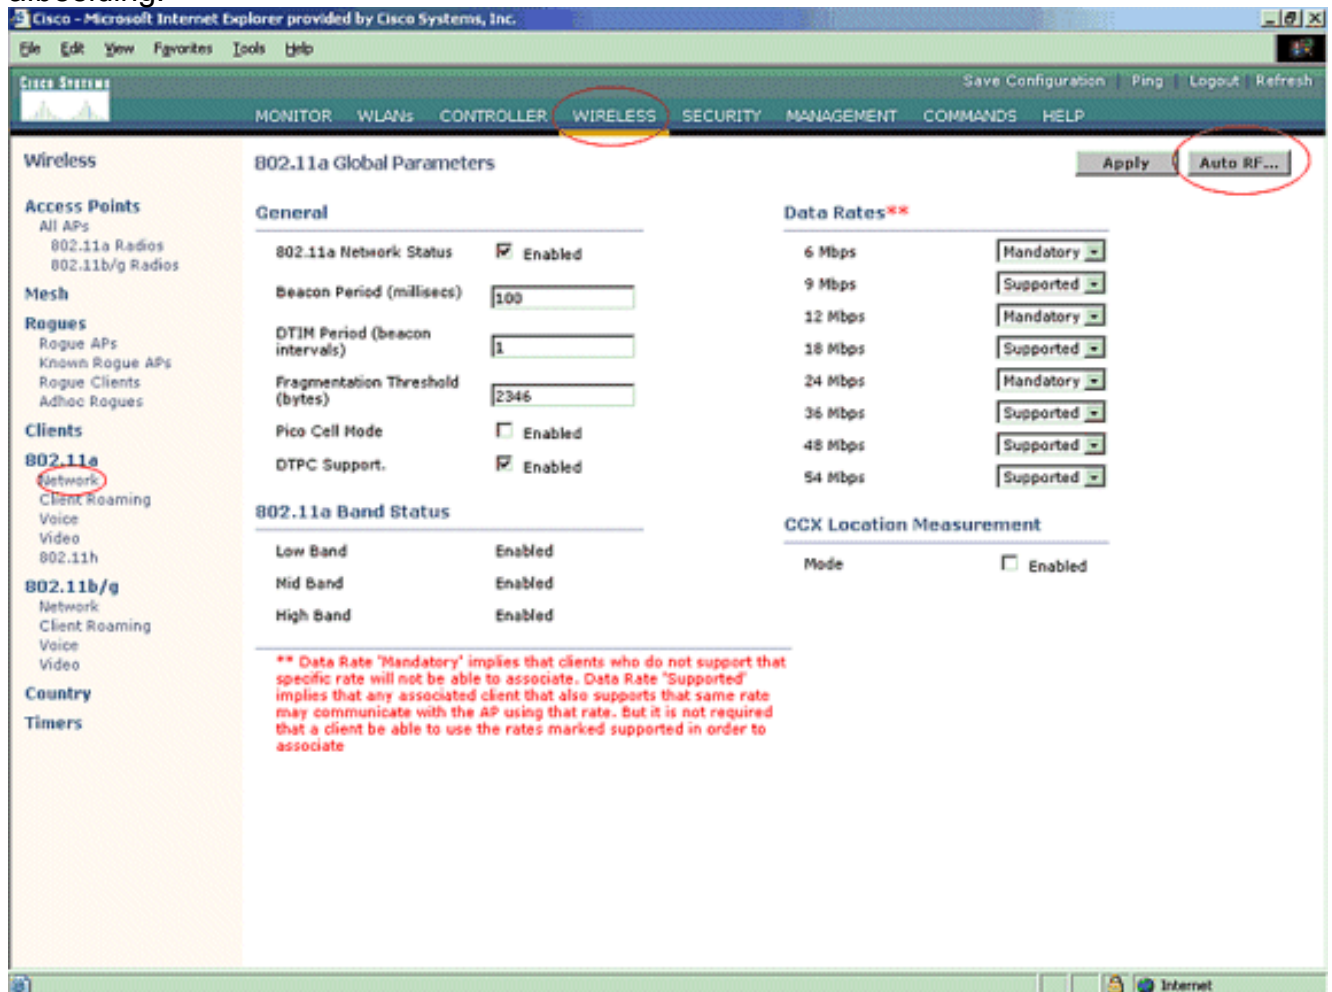 Cisco - Microsoft Internet Explorer provided by Cisco Systems, Inc.
File Edit View Favorites Tools Help
Cisco Systems
Save Configuration | Ping | Logout | Refresh
MONITOR WLANs CONTROLLER WIRELESS SECURITY MANAGEMENT COMMANDS HELP
Wireless
Access Points
All APs
802.11a Radios
802.11b/g Radios
Mesh
Rogues
Rogue APs
Known Rogue APs
Rogue Clients
Adhoc Rogues
Clients
802.11a
Network
Client Roaming
Voice
Video
802.11h
802.11b/g
Network
Client Roaming
Voice
Video
Country
Timers
802.11a Global Parameters
Apply Auto RF...
General
802.11a Network Status Enabled
Beacon Period (millisecs) 100
DTIM Period (beacon
intervals) 1
Fragmentation Threshold
(bytes) 2346
Pico Cell Mode Enabled
DTPC Support. Enabled
802.11a Band Status
Low Band Enabled
Mid Band Enabled
High Band Enabled
Data Rates**
6 Mbps Mandatory
9 Mbps Supported
12 Mbps Mandatory
18 Mbps Supported
24 Mbps Mandatory
36 Mbps Supported
48 Mbps Supported
54 Mbps Supported
CCX Location Measurement
Mode Enabled
** Data Rate 'Mandatory' implies that clients who do not support that
specific rate will not be able to associate. Data Rate 'Supported'
implies that any associated client that also supports that same rate
may communicate with the AP using that rate. But it is not required
that a client be able to use the rates marked supported in order to
associate
Internet